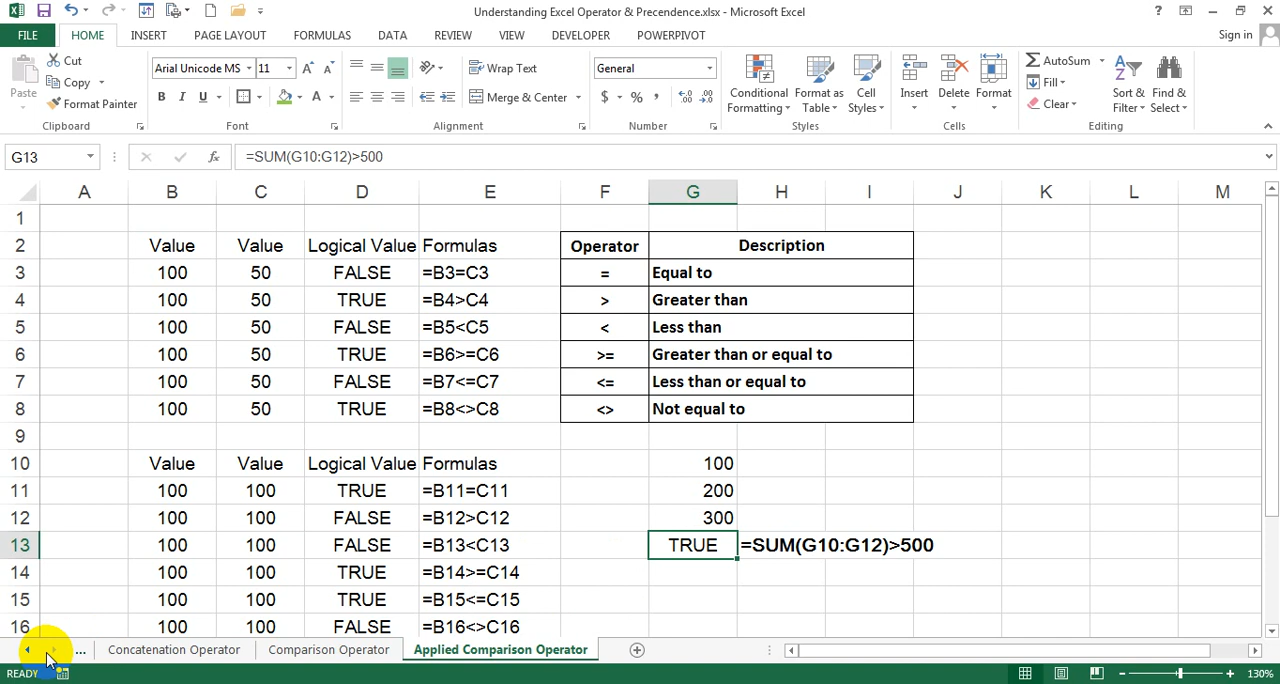 Understanding Excel Operator & Precendence.xlsx - Microsoft Excel
FILE HOME INSERT PAGE LAYOUT FORMULAS DATA REVIEW VIEW DEVELOPER POWERPIVOT Sign in
Paste Cut Copy Format Painter Clipboard
Arial Unicode MS 11 B I U A Font
Wrap Text Merge & Center Alignment
General $ % , Number
Conditional Formatting Format as Table Cell Styles Styles
Insert Delete Format Cells
AutoSum Fill Clear Sort & Filter Find & Select Editing
G13 fx =SUM(G10:G12)>500
A B C D E F G H I J K L M
1
2 Value Value Logical Value Formulas Operator Description
3 100 50 FALSE =B3=C3 = Equal to
4 100 50 TRUE =B4>C4 > Greater than
5 100 50 FALSE =B5<C5 < Less than
6 100 50 TRUE =B6>=C6 >= Greater than or equal to
7 100 50 FALSE =B7<=C7 <= Less than or equal to
8 100 50 TRUE =B8<>C8 <> Not equal to
9
10 Value Value Logical Value Formulas 100
11 100 100 TRUE =B11=C11 200
12 100 100 FALSE =B12>C12 300
13 100 100 FALSE =B13<C13 TRUE =SUM(G10:G12)>500
14 100 100 TRUE =B14>=C14
15 100 100 TRUE =B15<=C15
16 100 100 FALSE =B16<>C16
... Concatenation Operator Comparison Operator Applied Comparison Operator
READY 130%